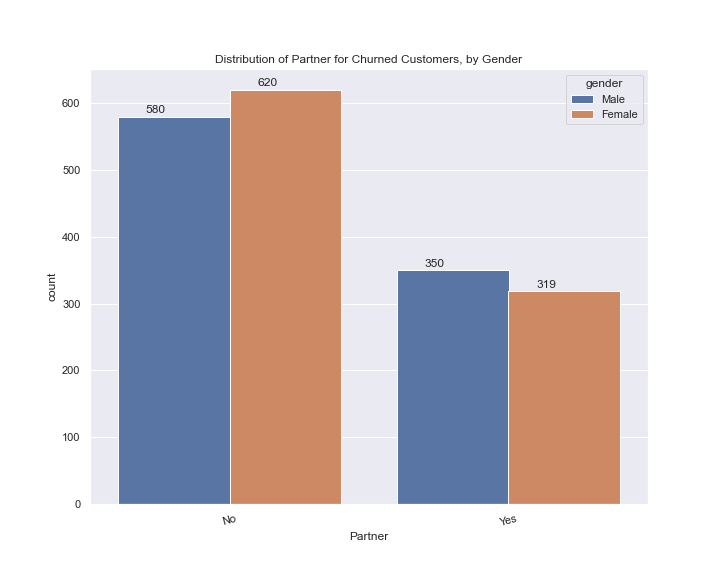 Distribution of Partner for Churned Customers, by Gender
620
580
gender
Male
Female
600
500
400
350
319
300
200
100
0
count
No
Yes
Partner